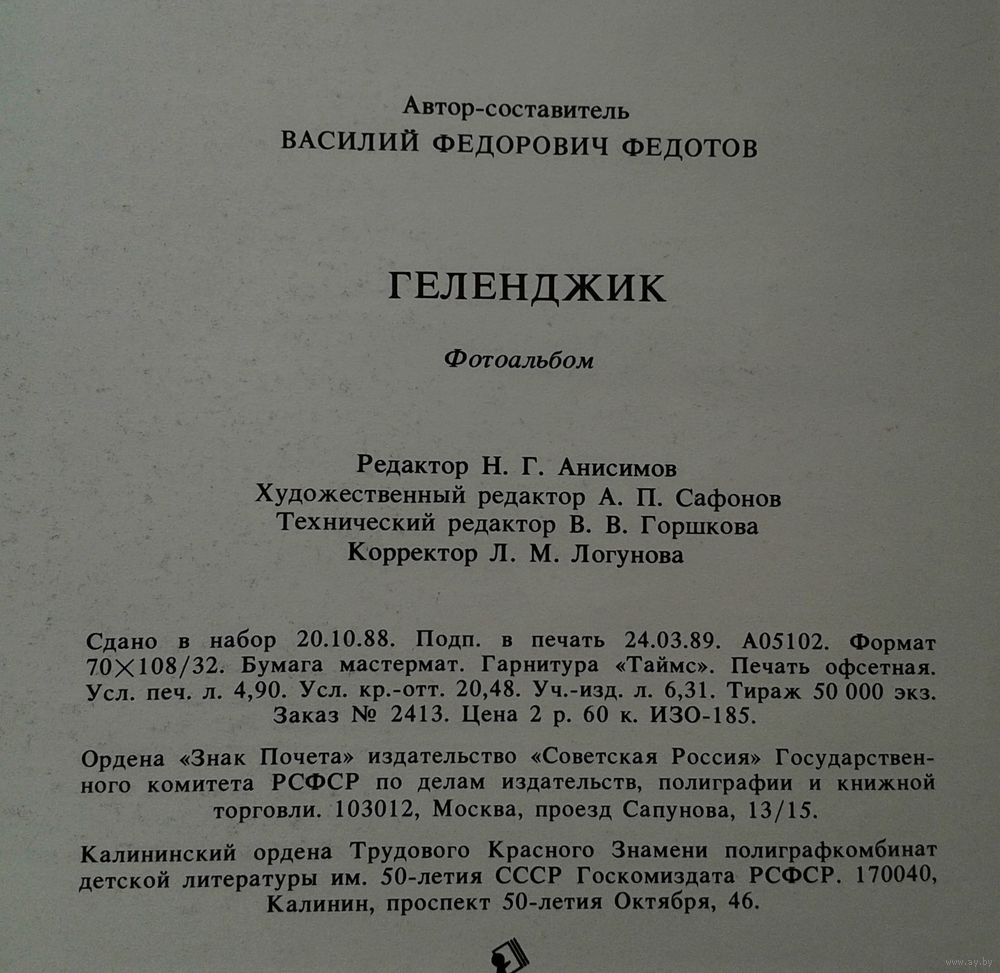 Автор-составитель
ВАСИЛИЙ ФЕДОРОВИЧ ФЕДОТОВ
ГЕЛЕНДЖИК
Фотоальбом
Редактор Н. Г. Анисимов
Художественный редактор А. П. Сафонов
Технический редактор В. В. Горшкова
Корректор Л. М. Логунова
Сдано в набор 20.10.88. Подп. в печать 24.03.89. А05102. Формат
70×108/32. Бумага мастермат. Гарнитура «Таймс». Печать офсетная.
Усл. печ. л. 4,90. Усл. кр.-отт. 20,48. Уч.-изд. л. 6,31. Тираж 50 000 экз.
Заказ № 2413. Цена 2 р. 60 к. ИЗО-185.
Ордена «Знак Почета» издательство «Советская Россия» Государствен-
ного комитета РСФСР по делам издательств, полиграфии и книжной
торговли. 103012, Москва, проезд Сапунова, 13/15.
Калининский ордена Трудового Красного Знамени полиграфкомбинат
детской литературы им. 50-летия СССР Госкомиздата РСФСР. 170040,
Калинин, проспект 50-летия Октября, 46.
www.ay.by